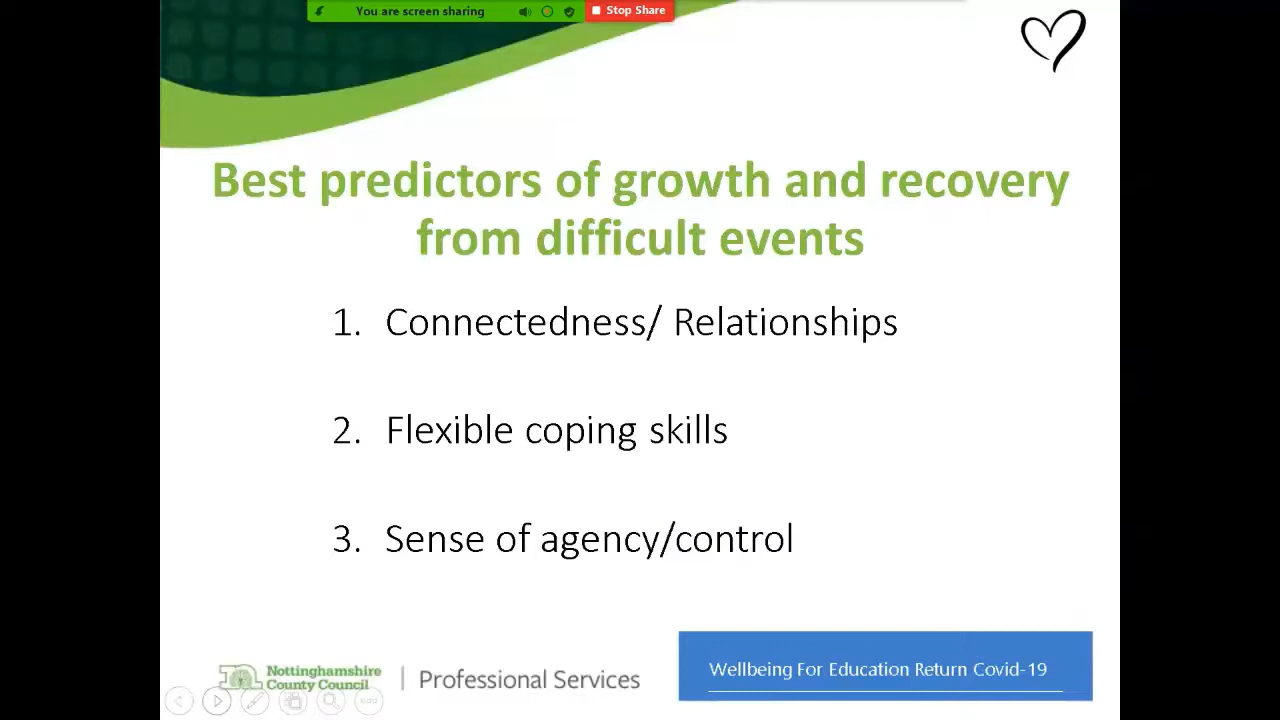 You are screen sharing
Stop Share
Best predictors of growth and recovery
from difficult events
1. Connectedness/ Relationships
2. Flexible coping skills
3. Sense of agency/control
Nottinghamshire
County Council
Professional Services
Wellbeing For Education Return Covid-19